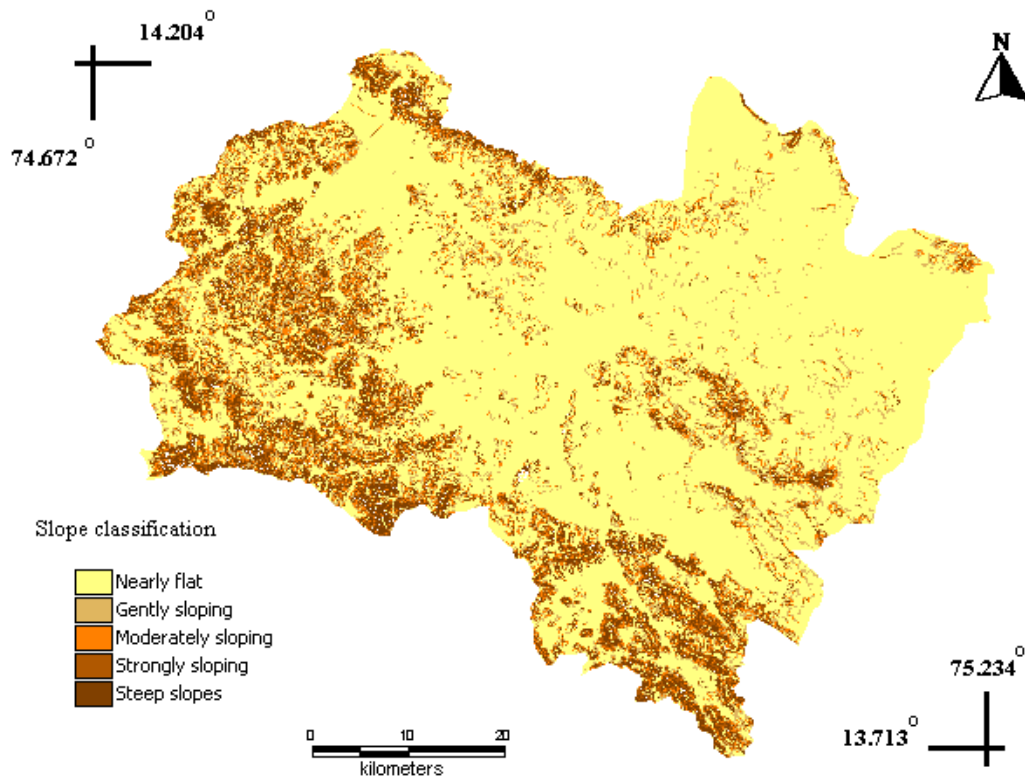 14.204°
74.672°
N
Slope classification
Nearly flat
Gently sloping
Moderately sloping
Strongly sloping
Steep slopes
0 10 20
kilometers
75.234°
13.713°